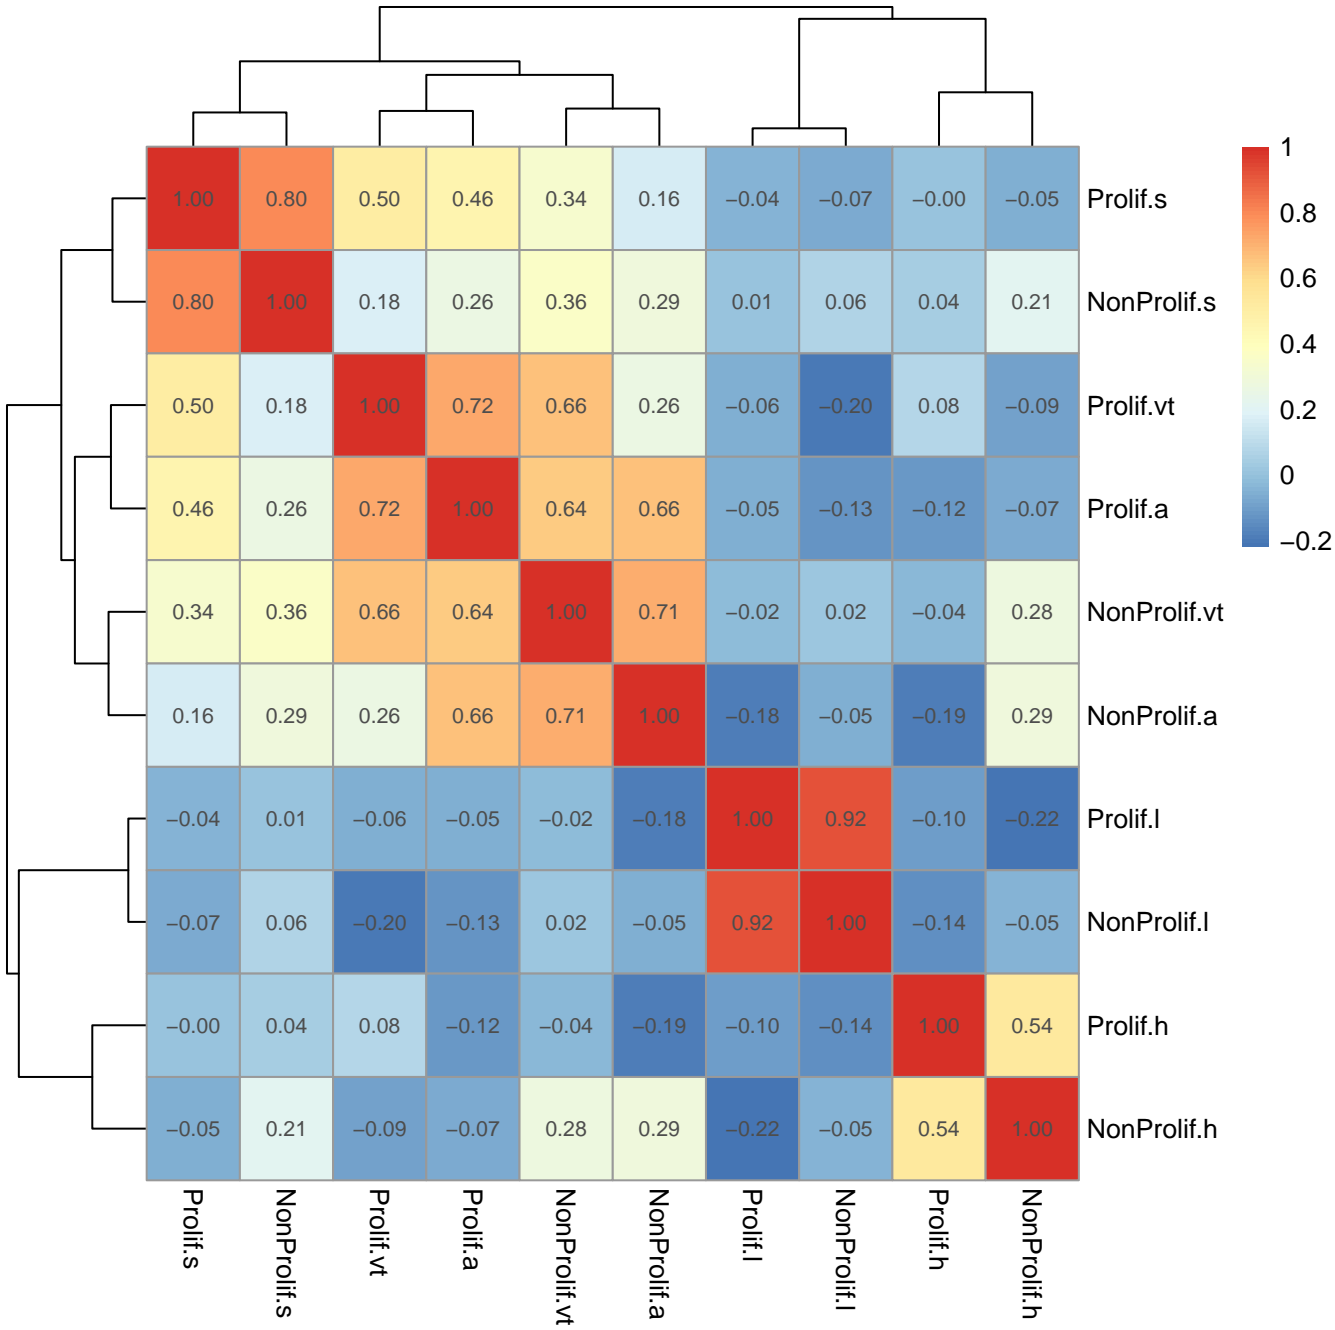 1.00 0.80 0.50 0.46 0.34 0.16 −0.04 −0.07 −0.00 −0.05 Prolif.s
0.80 1.00 0.18 0.26 0.36 0.29 0.01 0.06 0.04 0.21 NonProlif.s
0.50 0.18 1.00 0.72 0.66 0.26 −0.06 −0.20 0.08 −0.09 Prolif.vt
0.46 0.26 0.72 1.00 0.64 0.66 −0.05 −0.13 −0.12 −0.07 Prolif.a
0.34 0.36 0.66 0.64 1.00 0.71 −0.02 0.02 −0.04 0.28 NonProlif.vt
0.16 0.29 0.26 0.66 0.71 1.00 −0.18 −0.05 −0.19 0.29 NonProlif.a
−0.04 0.01 −0.06 −0.05 −0.02 −0.18 1.00 0.92 −0.10 −0.22 Prolif.l
−0.07 0.06 −0.20 −0.13 0.02 −0.05 0.92 1.00 −0.14 −0.05 NonProlif.l
−0.00 0.04 0.08 −0.12 −0.04 −0.19 −0.10 −0.14 1.00 0.54 Prolif.h
−0.05 0.21 −0.09 −0.07 0.28 0.29 −0.22 −0.05 0.54 1.00 NonProlif.h
Prolif.s
NonProlif.s
Prolif.vt
Prolif.a
NonProlif.vt
NonProlif.a
Prolif.l
NonProlif.l
Prolif.h
NonProlif.h
1
0.8
0.6
0.4
0.2
0
−0.2